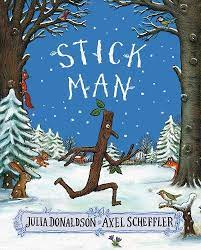 STICK
MAN
JULIA DONALDSON • AXEL SCHEFFLER